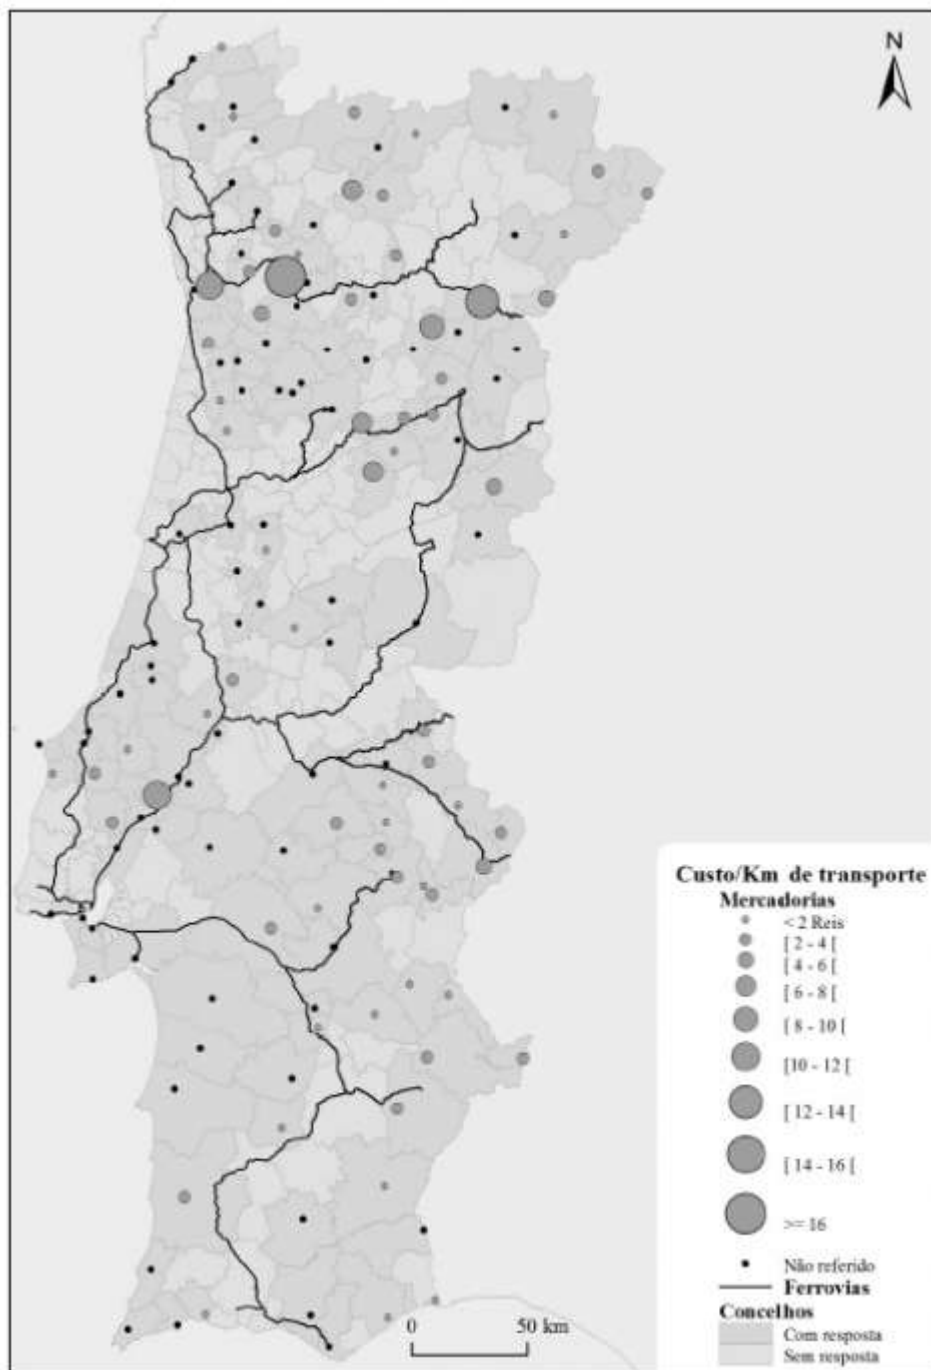 N
Custo/Km de transporte
Mercadorias
< 2 Reis
[ 2 - 4 [
[ 4 - 6 [
[ 6 - 8 [
[ 8 - 10 [
[10 - 12 [
[ 12 - 14 [
[ 14 - 16 [
>= 16
Não referido
Ferrovias
Concelhos
Com resposta
Sem resposta
0 50 km